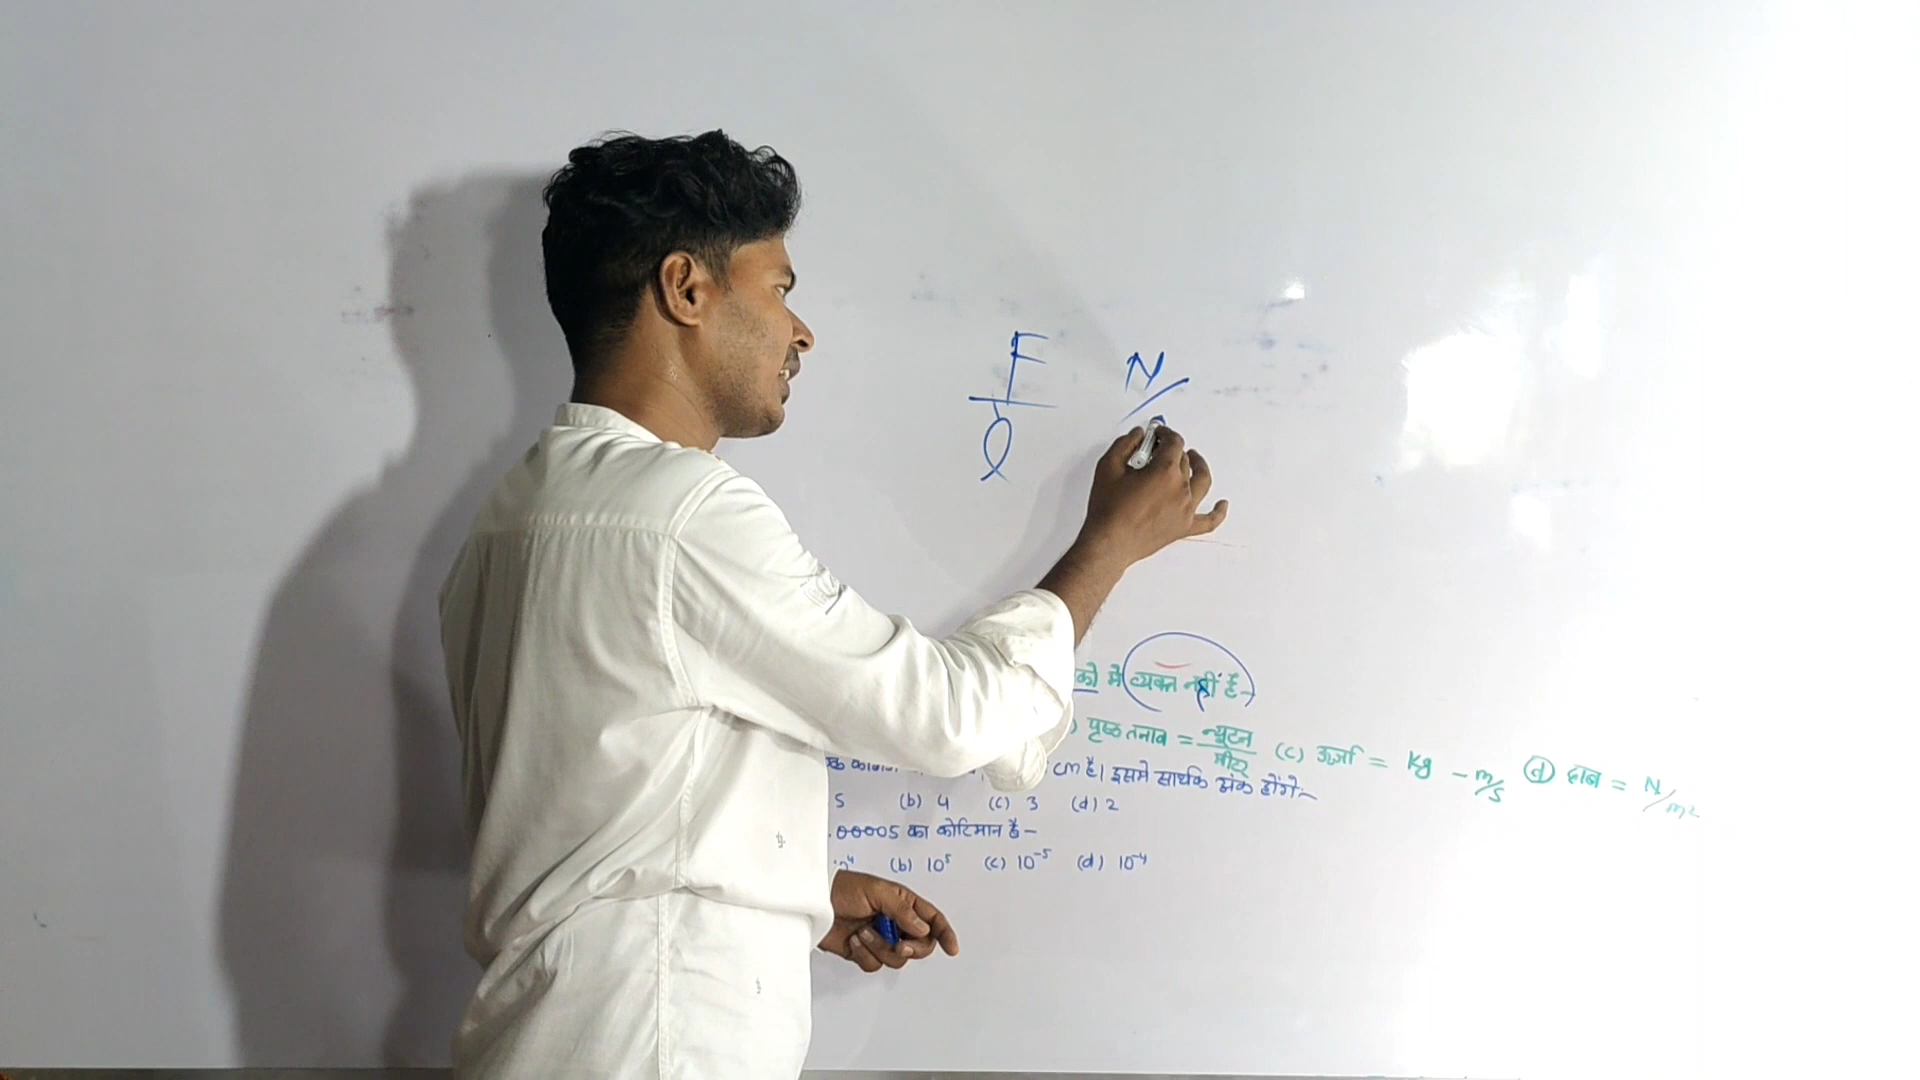 F N/
l
को मे व्यक्त नहीं है-
) पृष्ठ तनाव = न्यूटन/मीटर (c) ऊर्जा = Kg - m/s (d) दाब = N/m2
cm है। इसमे सार्थक अंक होंगे:-
5 (b) 4 (c) 3 (d) 2
.00005 का कोटिमान है-
(b) 10⁵ (c) 10⁻⁵ (d) 10⁻⁴